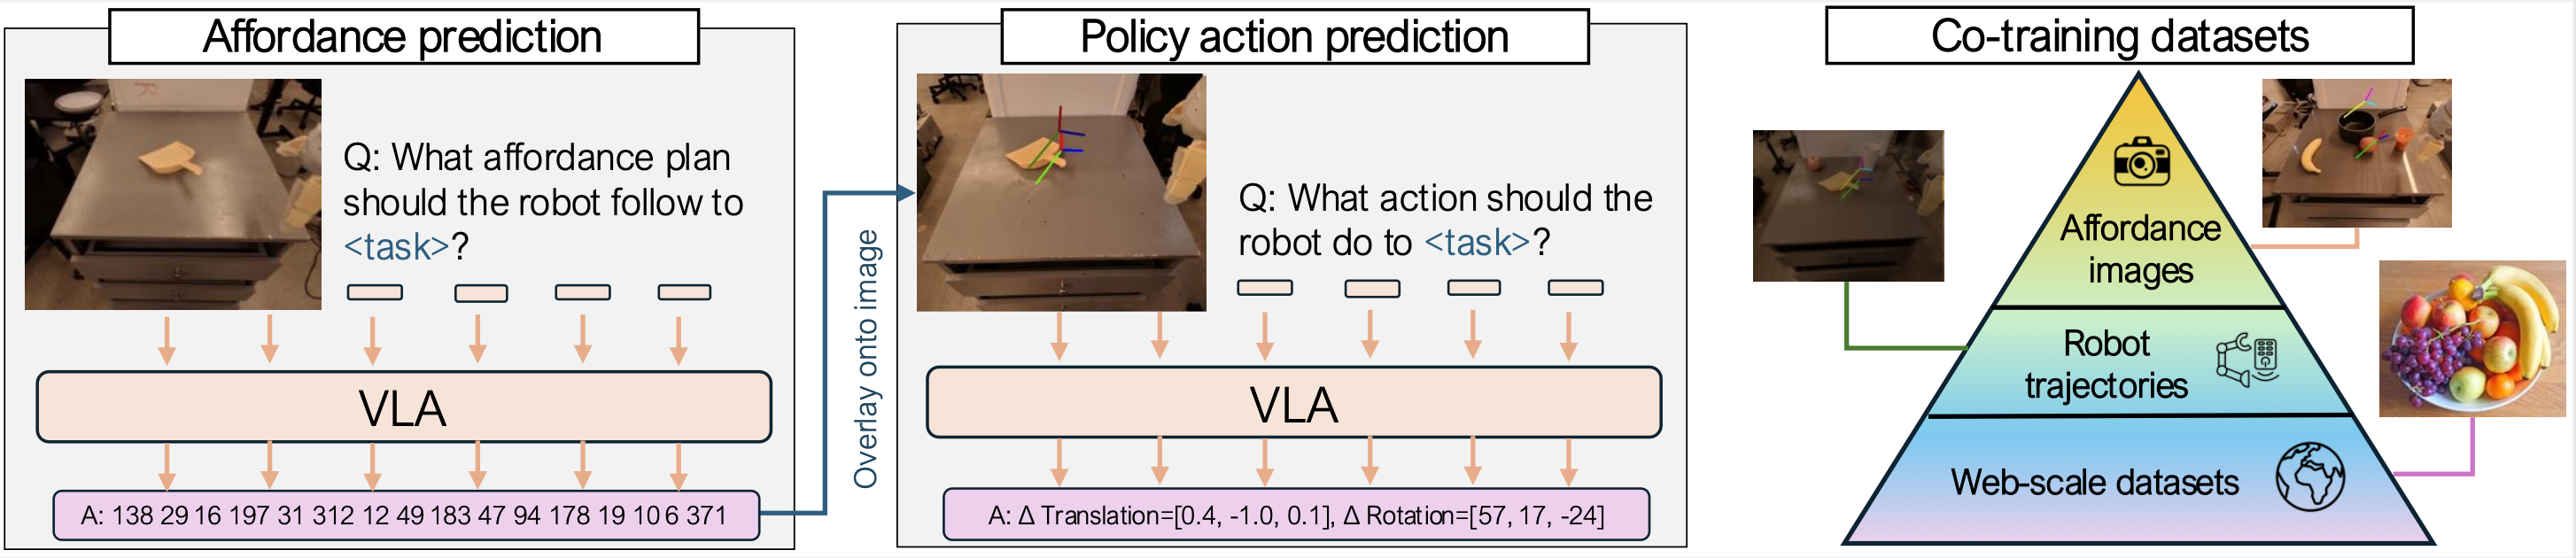 Affordance prediction
Q: What affordance plan
should the robot follow to
<task>?
VLA
A: 138 29 16 197 31 312 12 49 183 47 94 178 19 10 6 371
Overlay onto image
Policy action prediction
Q: What action should the
robot do to <task>?
VLA
A: Δ Translation=[0.4, -1.0, 0.1], Δ Rotation=[57, 17, -24]
Co-training datasets
Affordance
images
Robot
trajectories
Web-scale datasets